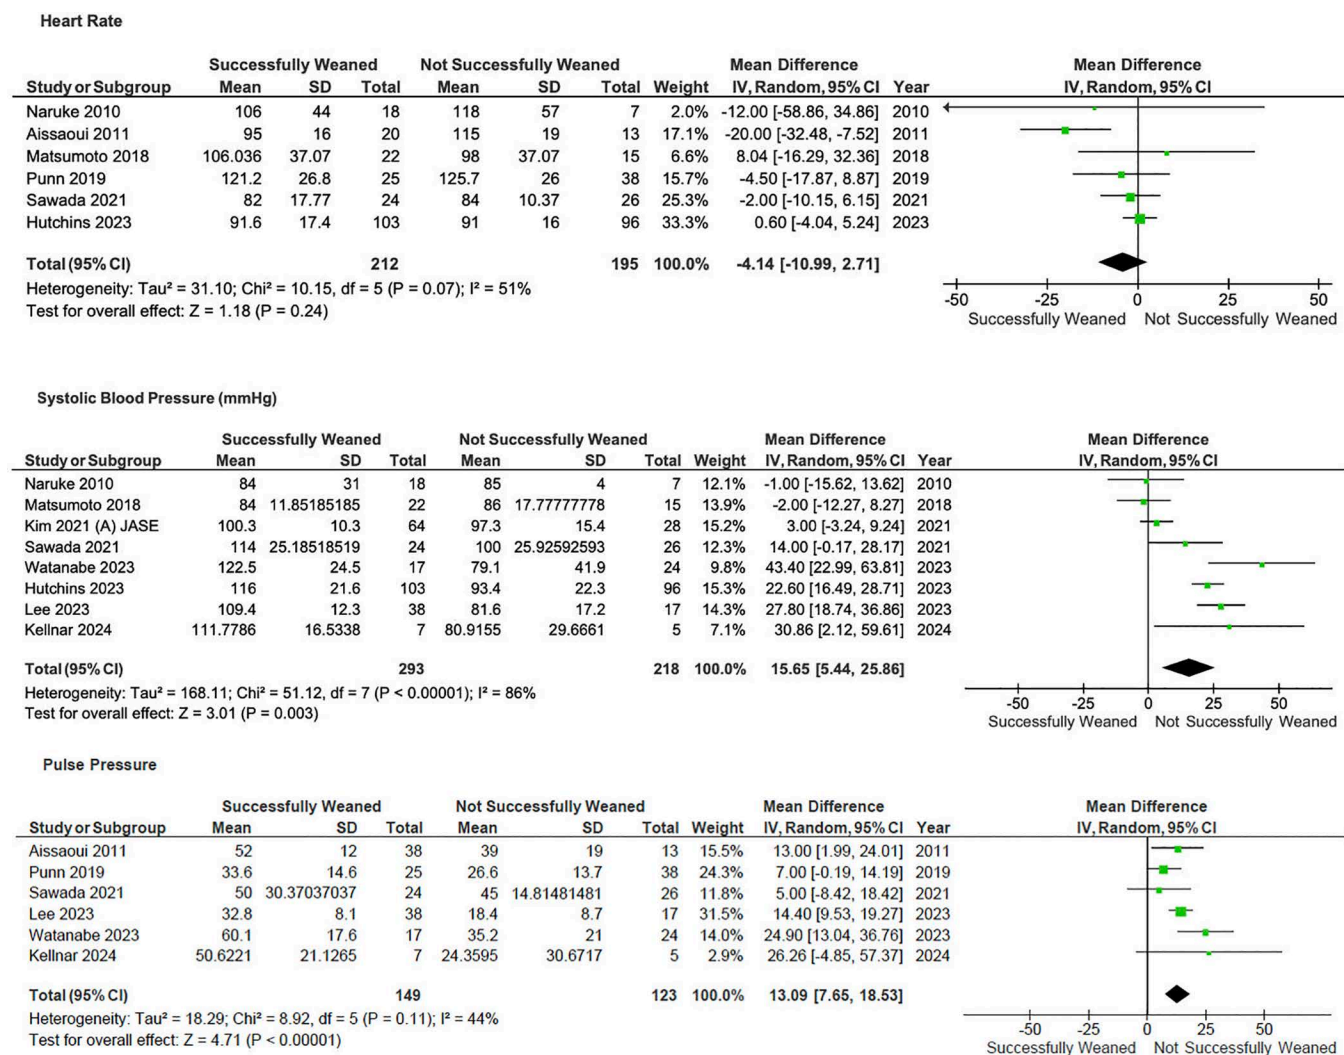 Heart Rate
Successfully Weaned Not Successfully Weaned Mean Difference Mean Difference
Study or Subgroup Mean SD Total Mean SD Total Weight IV, Random, 95% CI Year IV, Random, 95% CI
Naruke 2010 106 44 18 118 57 7 2.0% -12.00 [-58.86, 34.86] 2010
Aissaoui 2011 95 16 20 115 19 13 17.1% -20.00 [-32.48, -7.52] 2011
Matsumoto 2018 106.036 37.07 22 98 37.07 15 6.6% 8.04 [-16.29, 32.36] 2018
Punn 2019 121.2 26.8 25 125.7 26 38 15.7% -4.50 [-17.87, 8.87] 2019
Sawada 2021 82 17.77 24 84 10.37 26 25.3% -2.00 [-10.15, 6.15] 2021
Hutchins 2023 91.6 17.4 103 91 16 96 33.3% 0.60 [-4.04, 5.24] 2023
Total (95% CI) 212 195 100.0% -4.14 [-10.99, 2.71]
Heterogeneity: Tau² = 31.10; Chi² = 10.15, df = 5 (P = 0.07); I² = 51%
Test for overall effect: Z = 1.18 (P = 0.24)
-50 -25 0 25 50
Successfully Weaned Not Successfully Weaned
Systolic Blood Pressure (mmHg)
Successfully Weaned Not Successfully Weaned Mean Difference Mean Difference
Study or Subgroup Mean SD Total Mean SD Total Weight IV, Random, 95% CI Year IV, Random, 95% CI
Naruke 2010 84 31 18 85 4 7 12.1% -1.00 [-15.62, 13.62] 2010
Matsumoto 2018 84 11.85185185 22 86 17.77777778 15 13.9% -2.00 [-12.27, 8.27] 2018
Kim 2021 (A) JASE 100.3 10.3 64 97.3 15.4 28 15.2% 3.00 [-3.24, 9.24] 2021
Sawada 2021 114 25.18518519 24 100 25.92592593 26 12.3% 14.00 [-0.17, 28.17] 2021
Watanabe 2023 122.5 24.5 17 79.1 41.9 24 9.8% 43.40 [22.99, 63.81] 2023
Hutchins 2023 116 21.6 103 93.4 22.3 96 15.3% 22.60 [16.49, 28.71] 2023
Lee 2023 109.4 12.3 38 81.6 17.2 17 14.3% 27.80 [18.74, 36.86] 2023
Kellnar 2024 111.7786 16.5338 7 80.9155 29.6661 5 7.1% 30.86 [2.12, 59.61] 2024
Total (95% CI) 293 218 100.0% 15.65 [5.44, 25.86]
Heterogeneity: Tau² = 168.11; Chi² = 51.12, df = 7 (P < 0.00001); I² = 86%
Test for overall effect: Z = 3.01 (P = 0.003)
-50 -25 0 25 50
Successfully Weaned Not Successfully Weaned
Pulse Pressure
Successfully Weaned Not Successfully Weaned Mean Difference Mean Difference
Study or Subgroup Mean SD Total Mean SD Total Weight IV, Random, 95% CI Year IV, Random, 95% CI
Aissaoui 2011 52 12 38 39 19 13 15.5% 13.00 [1.99, 24.01] 2011
Punn 2019 33.6 14.6 25 26.6 13.7 38 24.3% 7.00 [-0.19, 14.19] 2019
Sawada 2021 50 30.37037037 24 45 14.81481481 26 11.8% 5.00 [-8.42, 18.42] 2021
Lee 2023 32.8 8.1 38 18.4 8.7 17 31.5% 14.40 [9.53, 19.27] 2023
Watanabe 2023 60.1 17.6 17 35.2 21 24 14.0% 24.90 [13.04, 36.76] 2023
Kellnar 2024 50.6221 21.1265 7 24.3595 30.6717 5 2.9% 26.26 [-4.85, 57.37] 2024
Total (95% CI) 149 123 100.0% 13.09 [7.65, 18.53]
Heterogeneity: Tau² = 18.29; Chi² = 8.92, df = 5 (P = 0.11); I² = 44%
Test for overall effect: Z = 4.71 (P < 0.00001)
-50 -25 0 25 50
Successfully Weaned Not Successfully Weaned